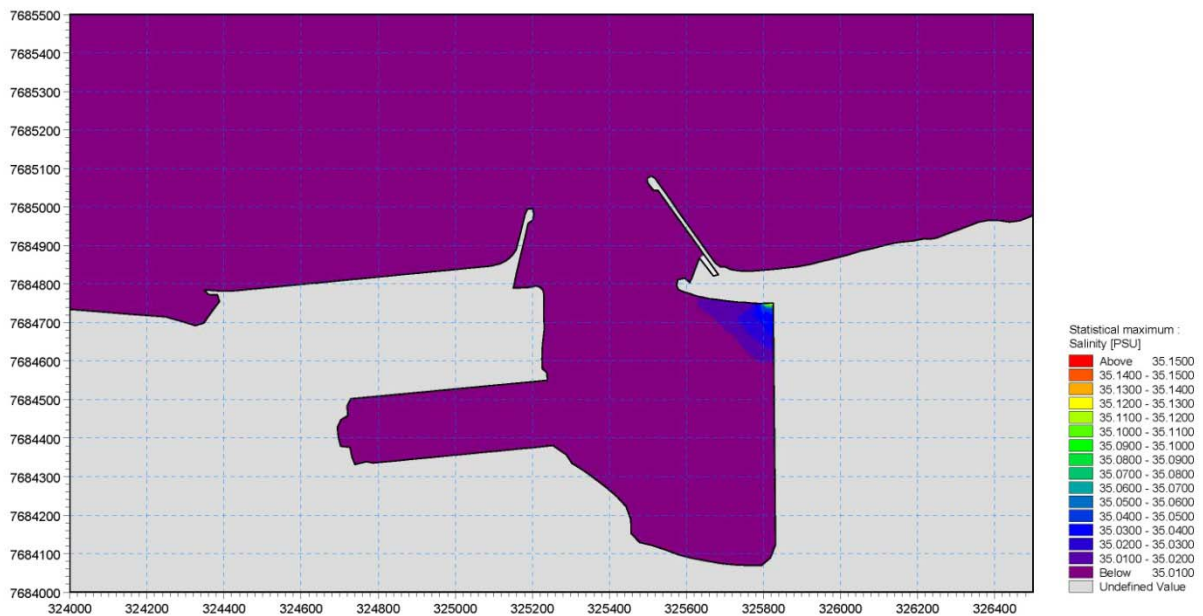 7685500
7685400
7685300
7685200
7685100
7685000
7684900
7684800
7684700
7684600
7684500
7684400
7684300
7684200
7684100
7684000
324000 324200 324400 324600 324800 325000 325200 325400 325600 325800 326000 326200 326400
Statistical maximum :
Salinity [PSU]
Above 35.1500
35.1400 - 35.1500
35.1300 - 35.1400
35.1200 - 35.1300
35.1100 - 35.1200
35.1000 - 35.1100
35.0900 - 35.1000
35.0800 - 35.0900
35.0700 - 35.0800
35.0600 - 35.0700
35.0500 - 35.0600
35.0400 - 35.0500
35.0300 - 35.0400
35.0200 - 35.0300
35.0100 - 35.0200
Below 35.0100
Undefined Value